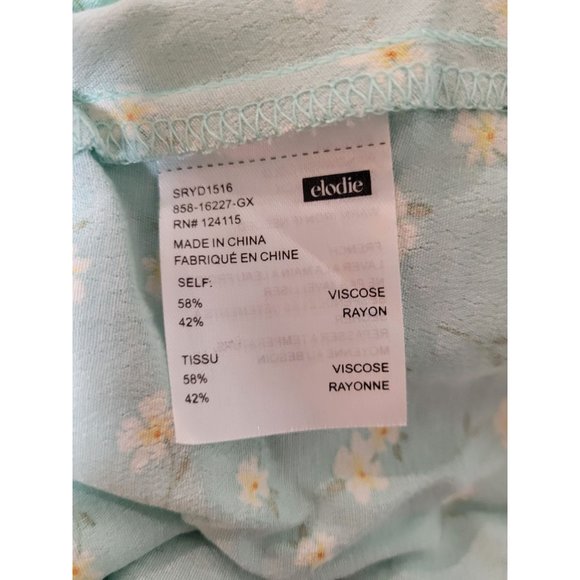 elodie
SRYD1516
858-16227-GX
RN# 124115
MADE IN CHINA
FABRIQUÉ EN CHINE
SELF:
58% VISCOSE
42% RAYON
TISSU
58% VISCOSE
42% RAYONNE